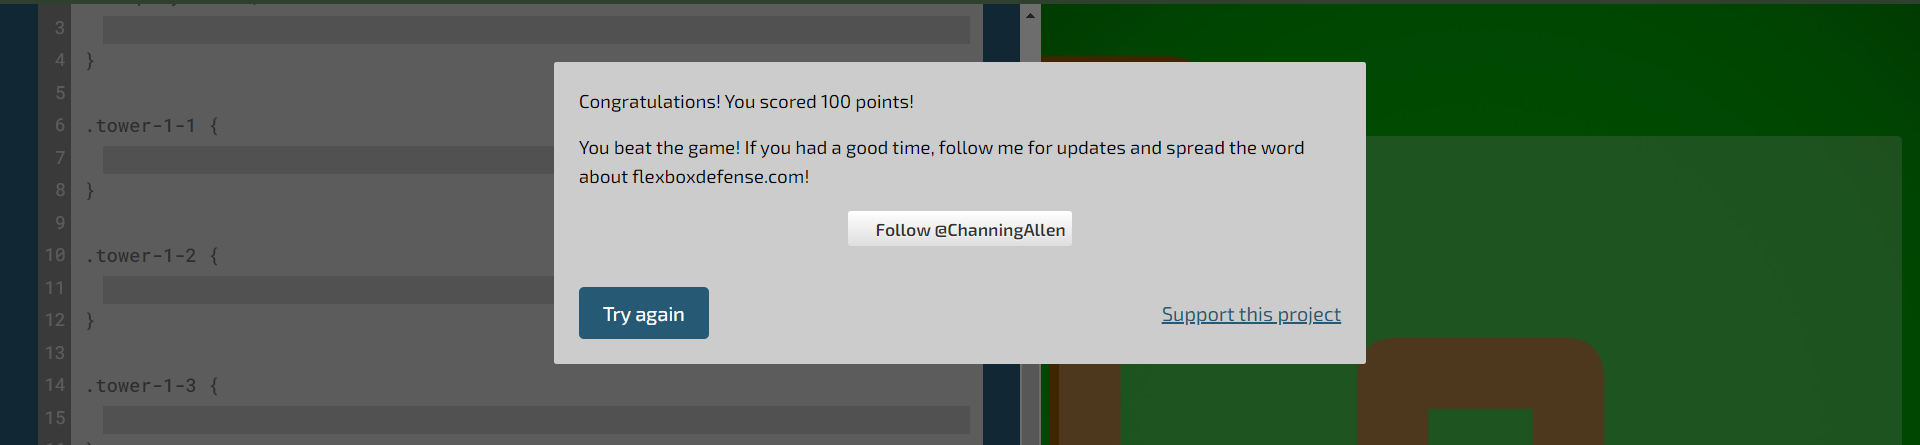 3
4 }
5
6 .tower-1-1 {
7
8 }
9
10 .tower-1-2 {
11
12 }
13
14 .tower-1-3 {
15
Congratulations! You scored 100 points!
You beat the game! If you had a good time, follow me for updates and spread the word
about flexboxdefense.com!
Follow @ChanningAllen
Try again
Support this project